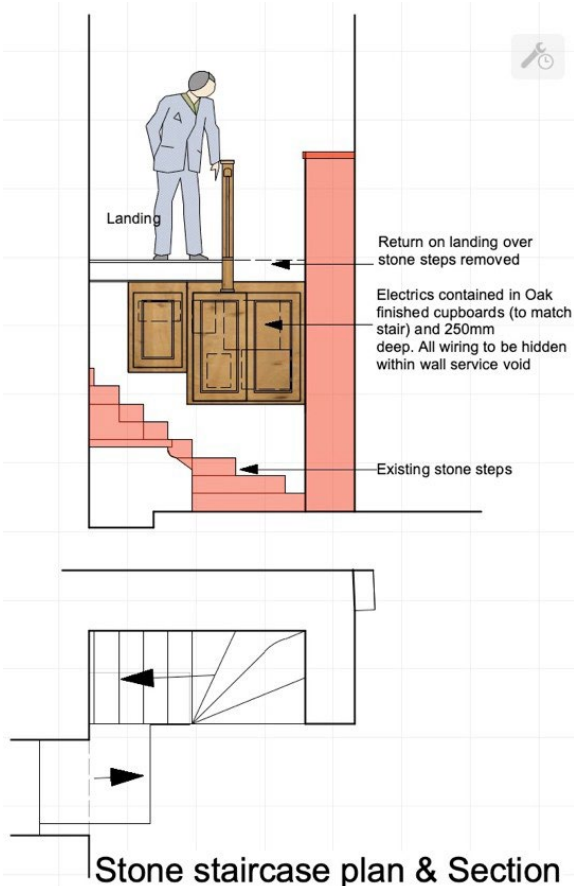 Landing
Return on landing over
stone steps removed
Electrics contained in Oak
finished cupboards (to match
stair) and 250mm
deep. All wiring to be hidden
within wall service void
Existing stone steps
Stone staircase plan & Section